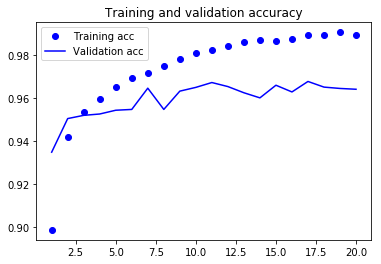 Training and validation accuracy
Training acc
Validation acc
0.98
0.96
0.94
0.92
0.90
2.5 5.0 7.5 10.0 12.5 15.0 17.5 20.0